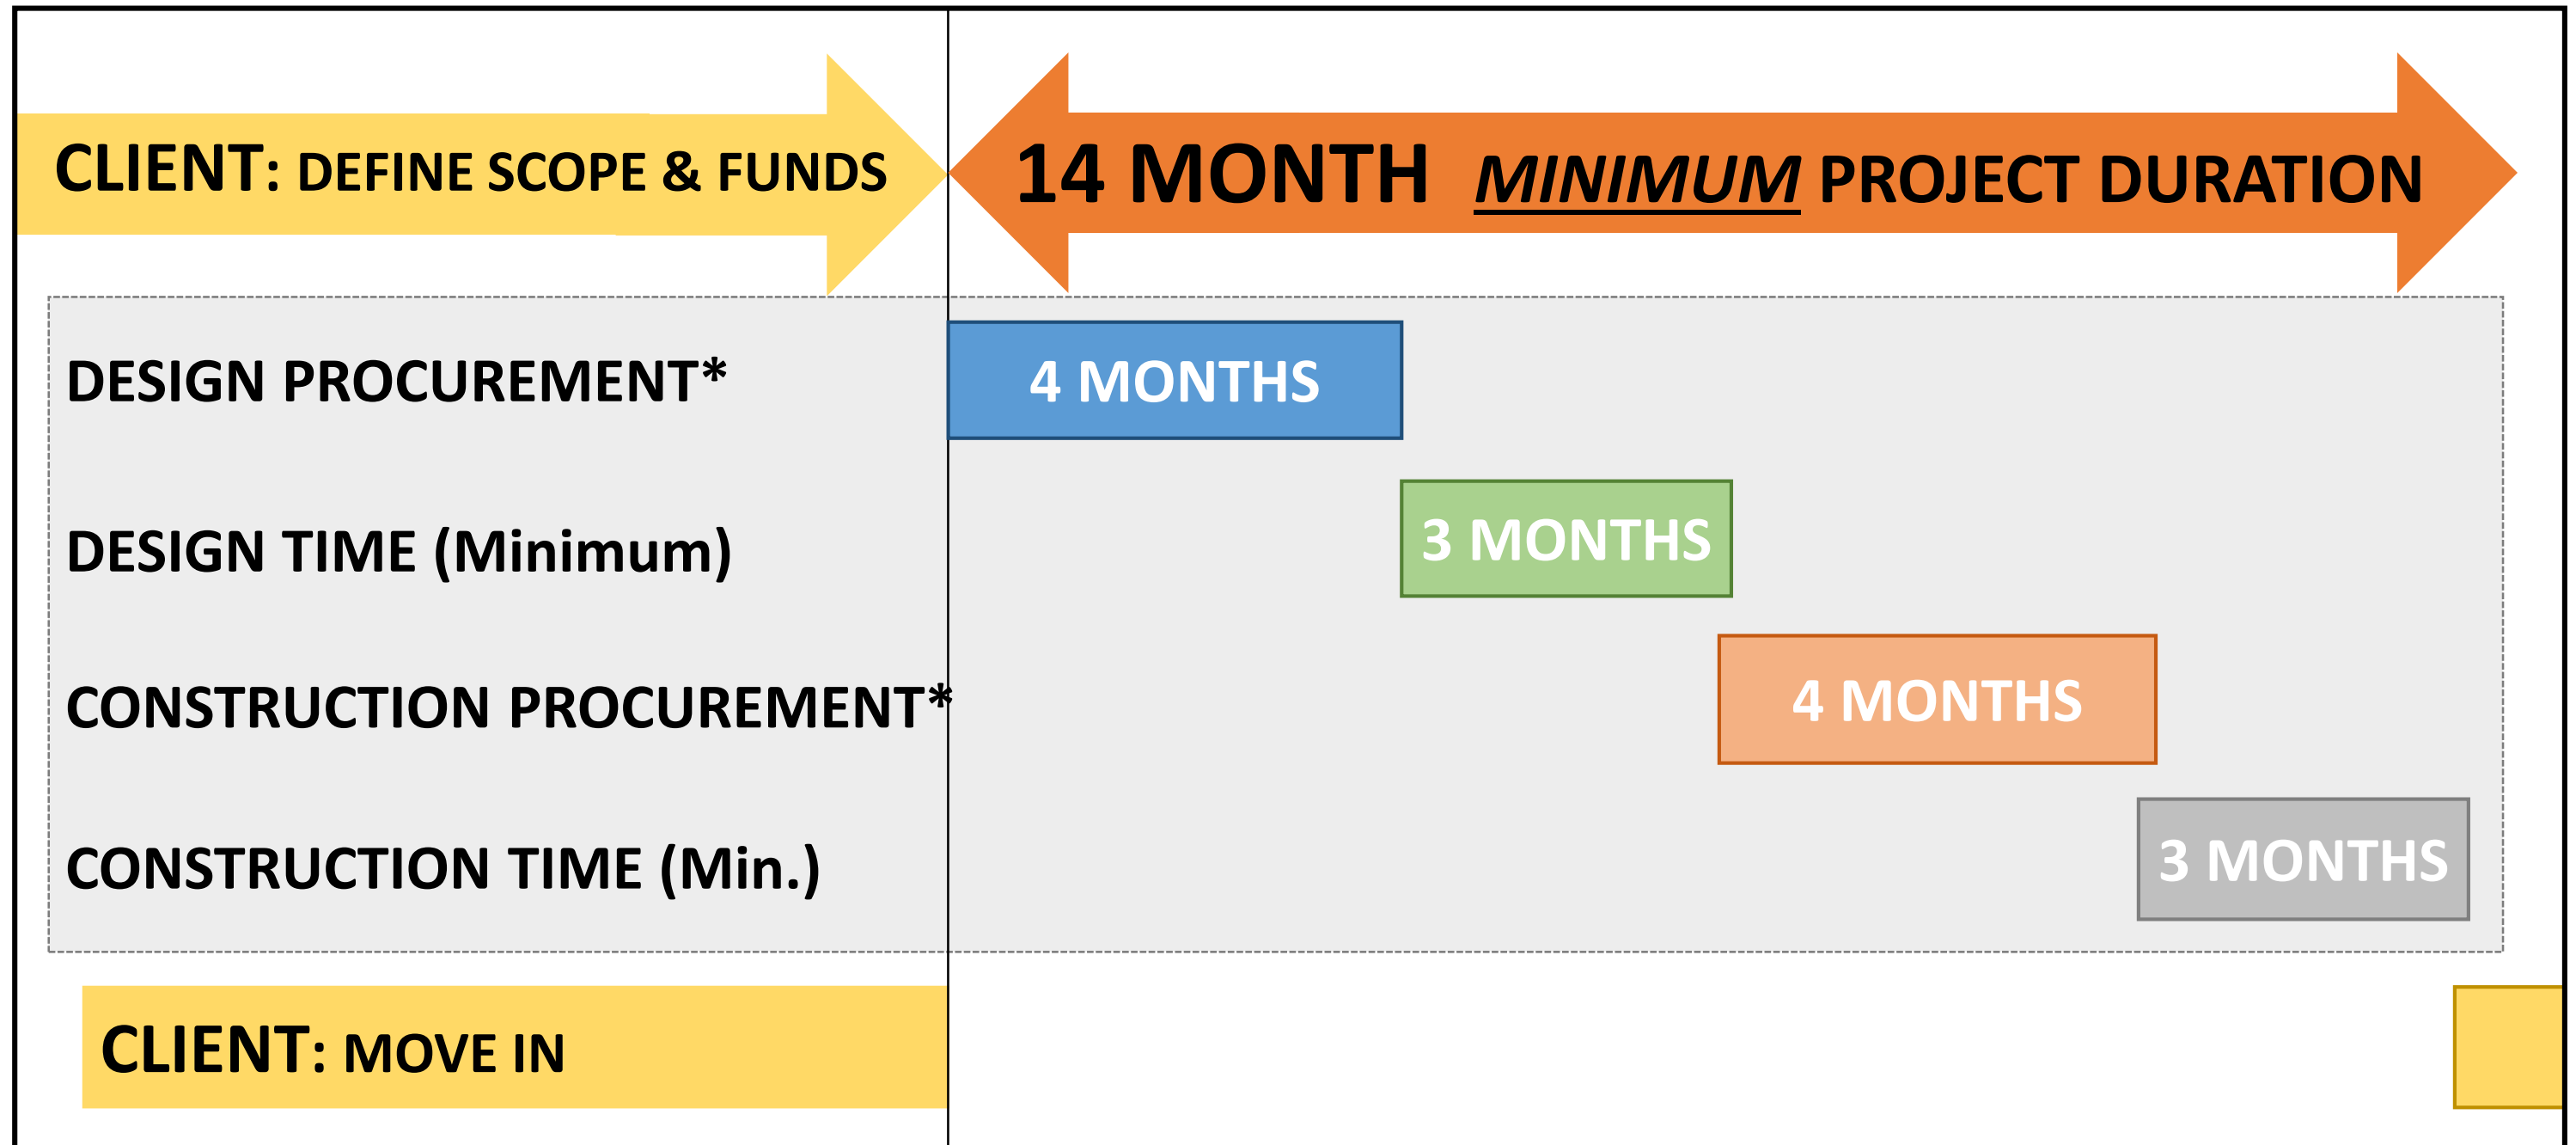 CLIENT: DEFINE SCOPE & FUNDS
14 MONTH MINIMUM PROJECT DURATION
DESIGN PROCUREMENT*
4 MONTHS
DESIGN TIME (Minimum)
3 MONTHS
CONSTRUCTION PROCUREMENT*
4 MONTHS
CONSTRUCTION TIME (Min.)
3 MONTHS
CLIENT: MOVE IN